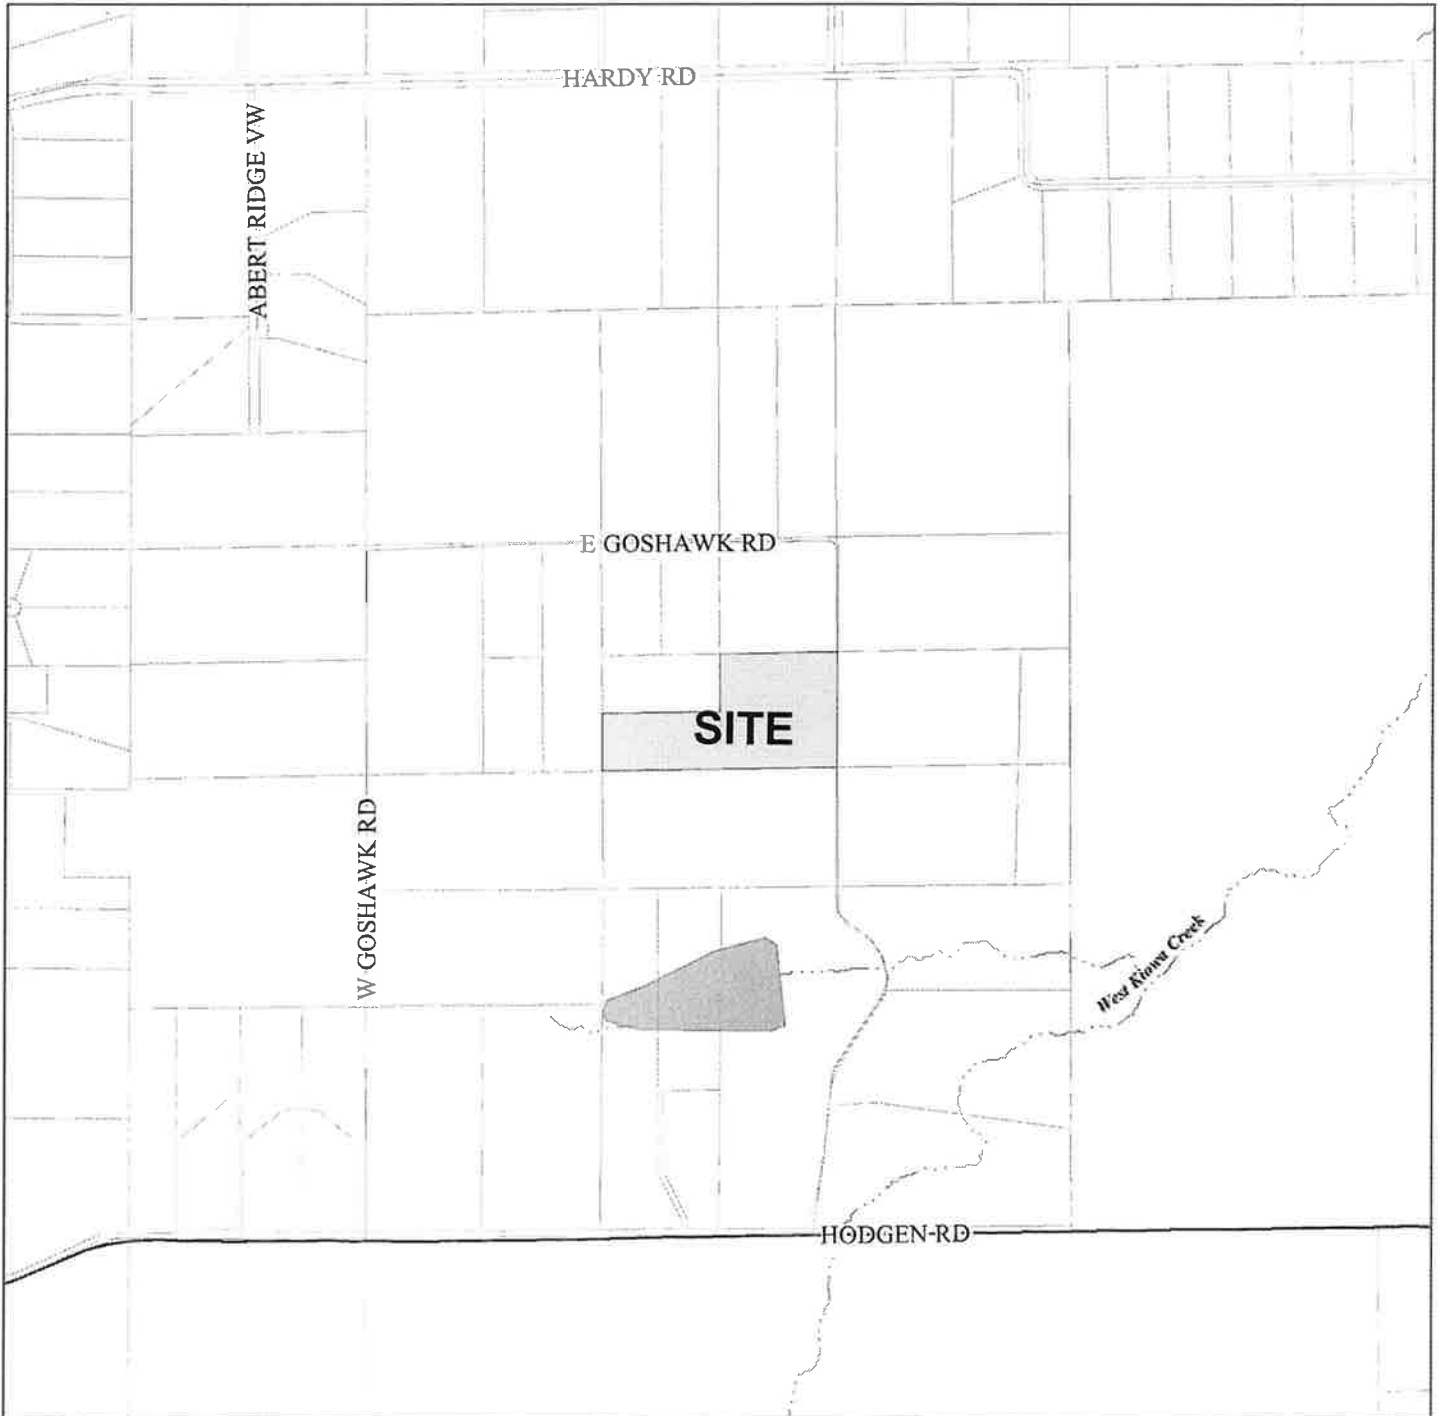 HARDY RD
ABERT RIDGE VW
E GOSHAWK RD
SITE
W GOSHAWK RD
West Kiowa Creek
HODGEN RD